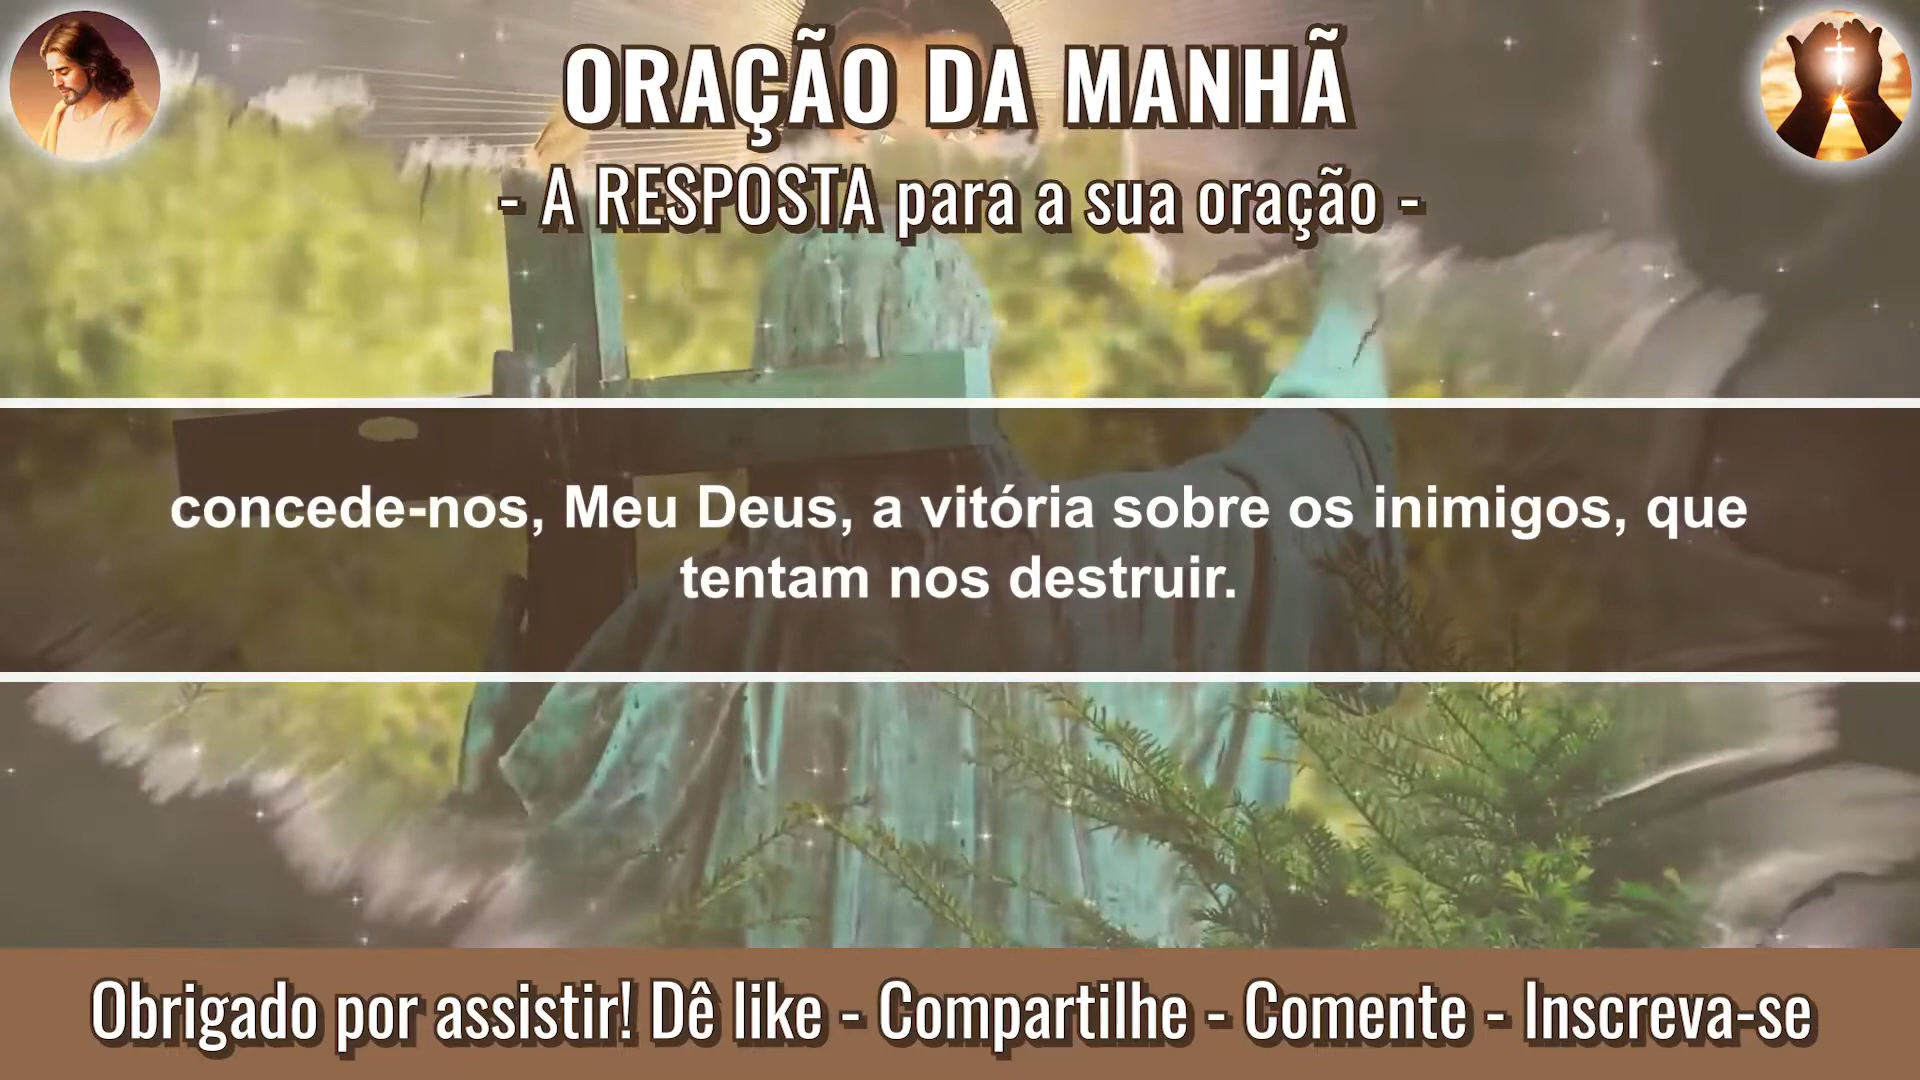 ORAÇÃO DA MANHÃ
- A RESPOSTA para a sua oração -
concede-nos, Meu Deus, a vitória sobre os inimigos, que
tentam nos destruir.
Obrigado por assistir! Dê like - Compartilhe - Comente - Inscreva-se